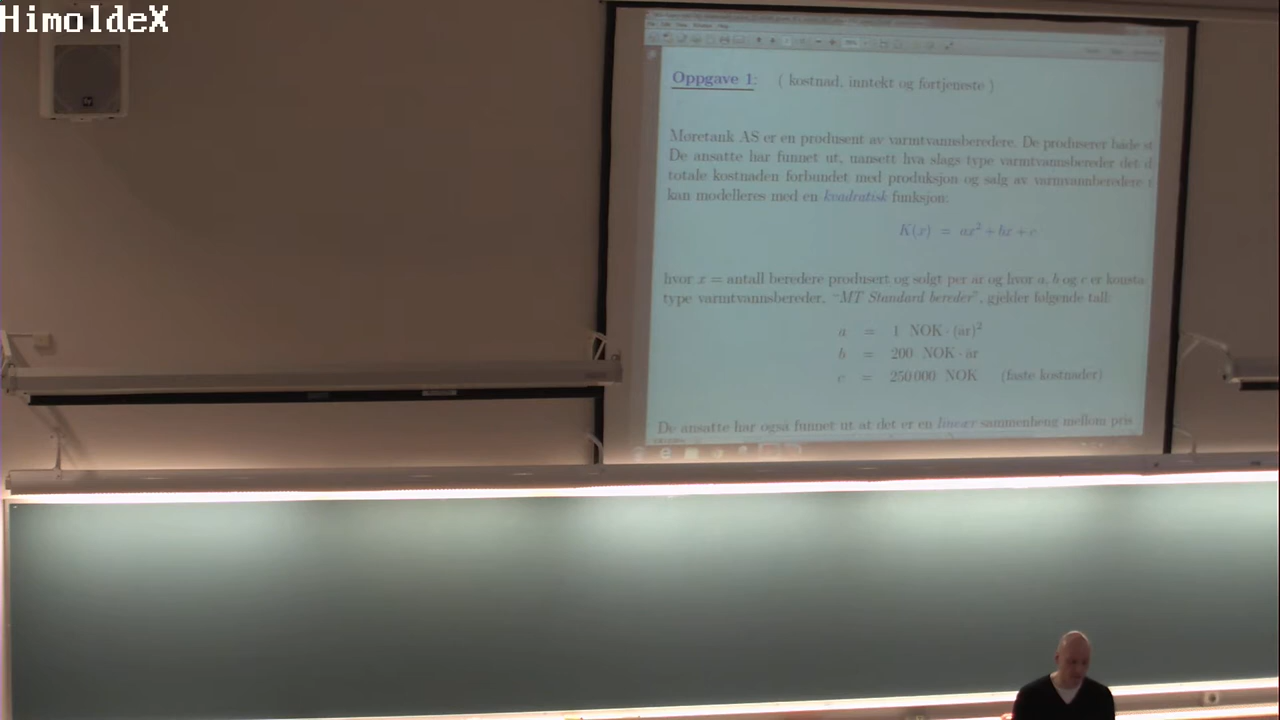 HimoldeX
Oppgave 1: ( kostnad, inntekt og fortjeneste )
Møretank AS er en produsent av varmtvannsberedere. De produserer både
De ansatte har funnet ut, uansett hva slags type varmtvannsbereder det
totale kostnaden forbundet med produksjon og salg av varmvannberedere
kan modelleres med en kvadratisk funksjon:
K(x) = ax² + bx + c
hvor x = antall beredere produsert og solgt per år og hvor a, b og c er
type varmtvannsbereder, "MT Standard bereder", gjelder følgende tall:
a = 1 NOK · (år)²
b = 200 NOK · år
c = 250 000 NOK (faste kostnader)
De ansatte har også funnet ut at det er en lineær sammenheng mellom pris